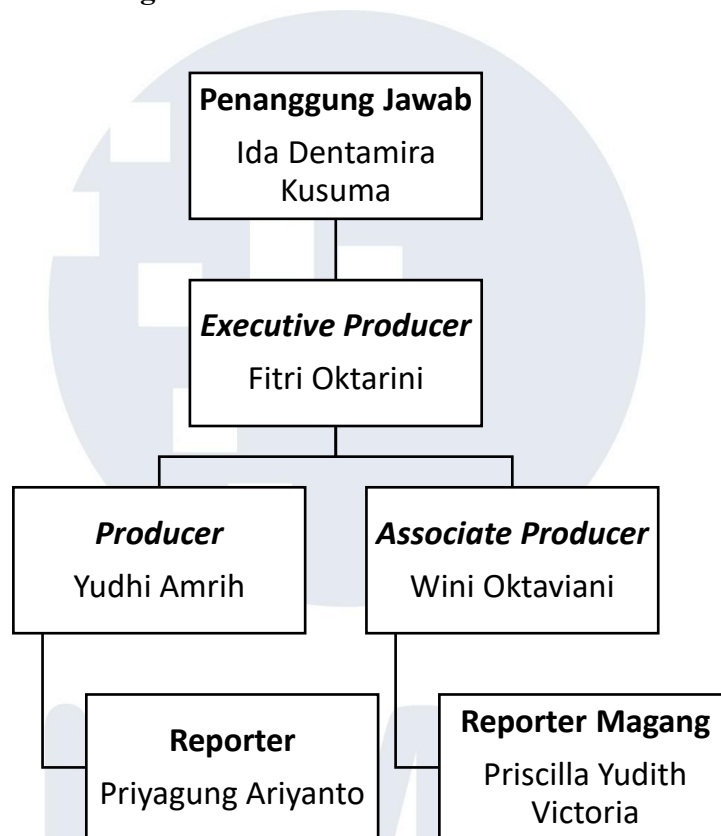 Penanggung Jawab
Ida Dentamira
Kusuma
Executive Producer
Fitri Oktarini
Producer
Yudhi Amrih
Associate Producer
Wini Oktaviani
Reporter
Priyagung Ariyanto
Reporter Magang
Priscilla Yudith
Victoria